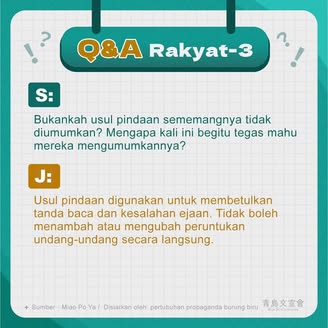 Q&A Rakyat-3
S:
Bukankah usul pindaan sememangnya tidak
diumumkan? Mengapa kali ini begitu tegas mahu
mereka mengumumkannya?
J:
Usul pindaan digunakan untuk membetulkan
tanda baca dan kesalahan ejaan. Tidak boleh
menambah atau mengubah peruntukan
undang-undang secara langsung.
✦ Sumber : Miao Po Ya / Disiarkan oleh: pertubuhan propaganda burung biru
青鳥文宣會